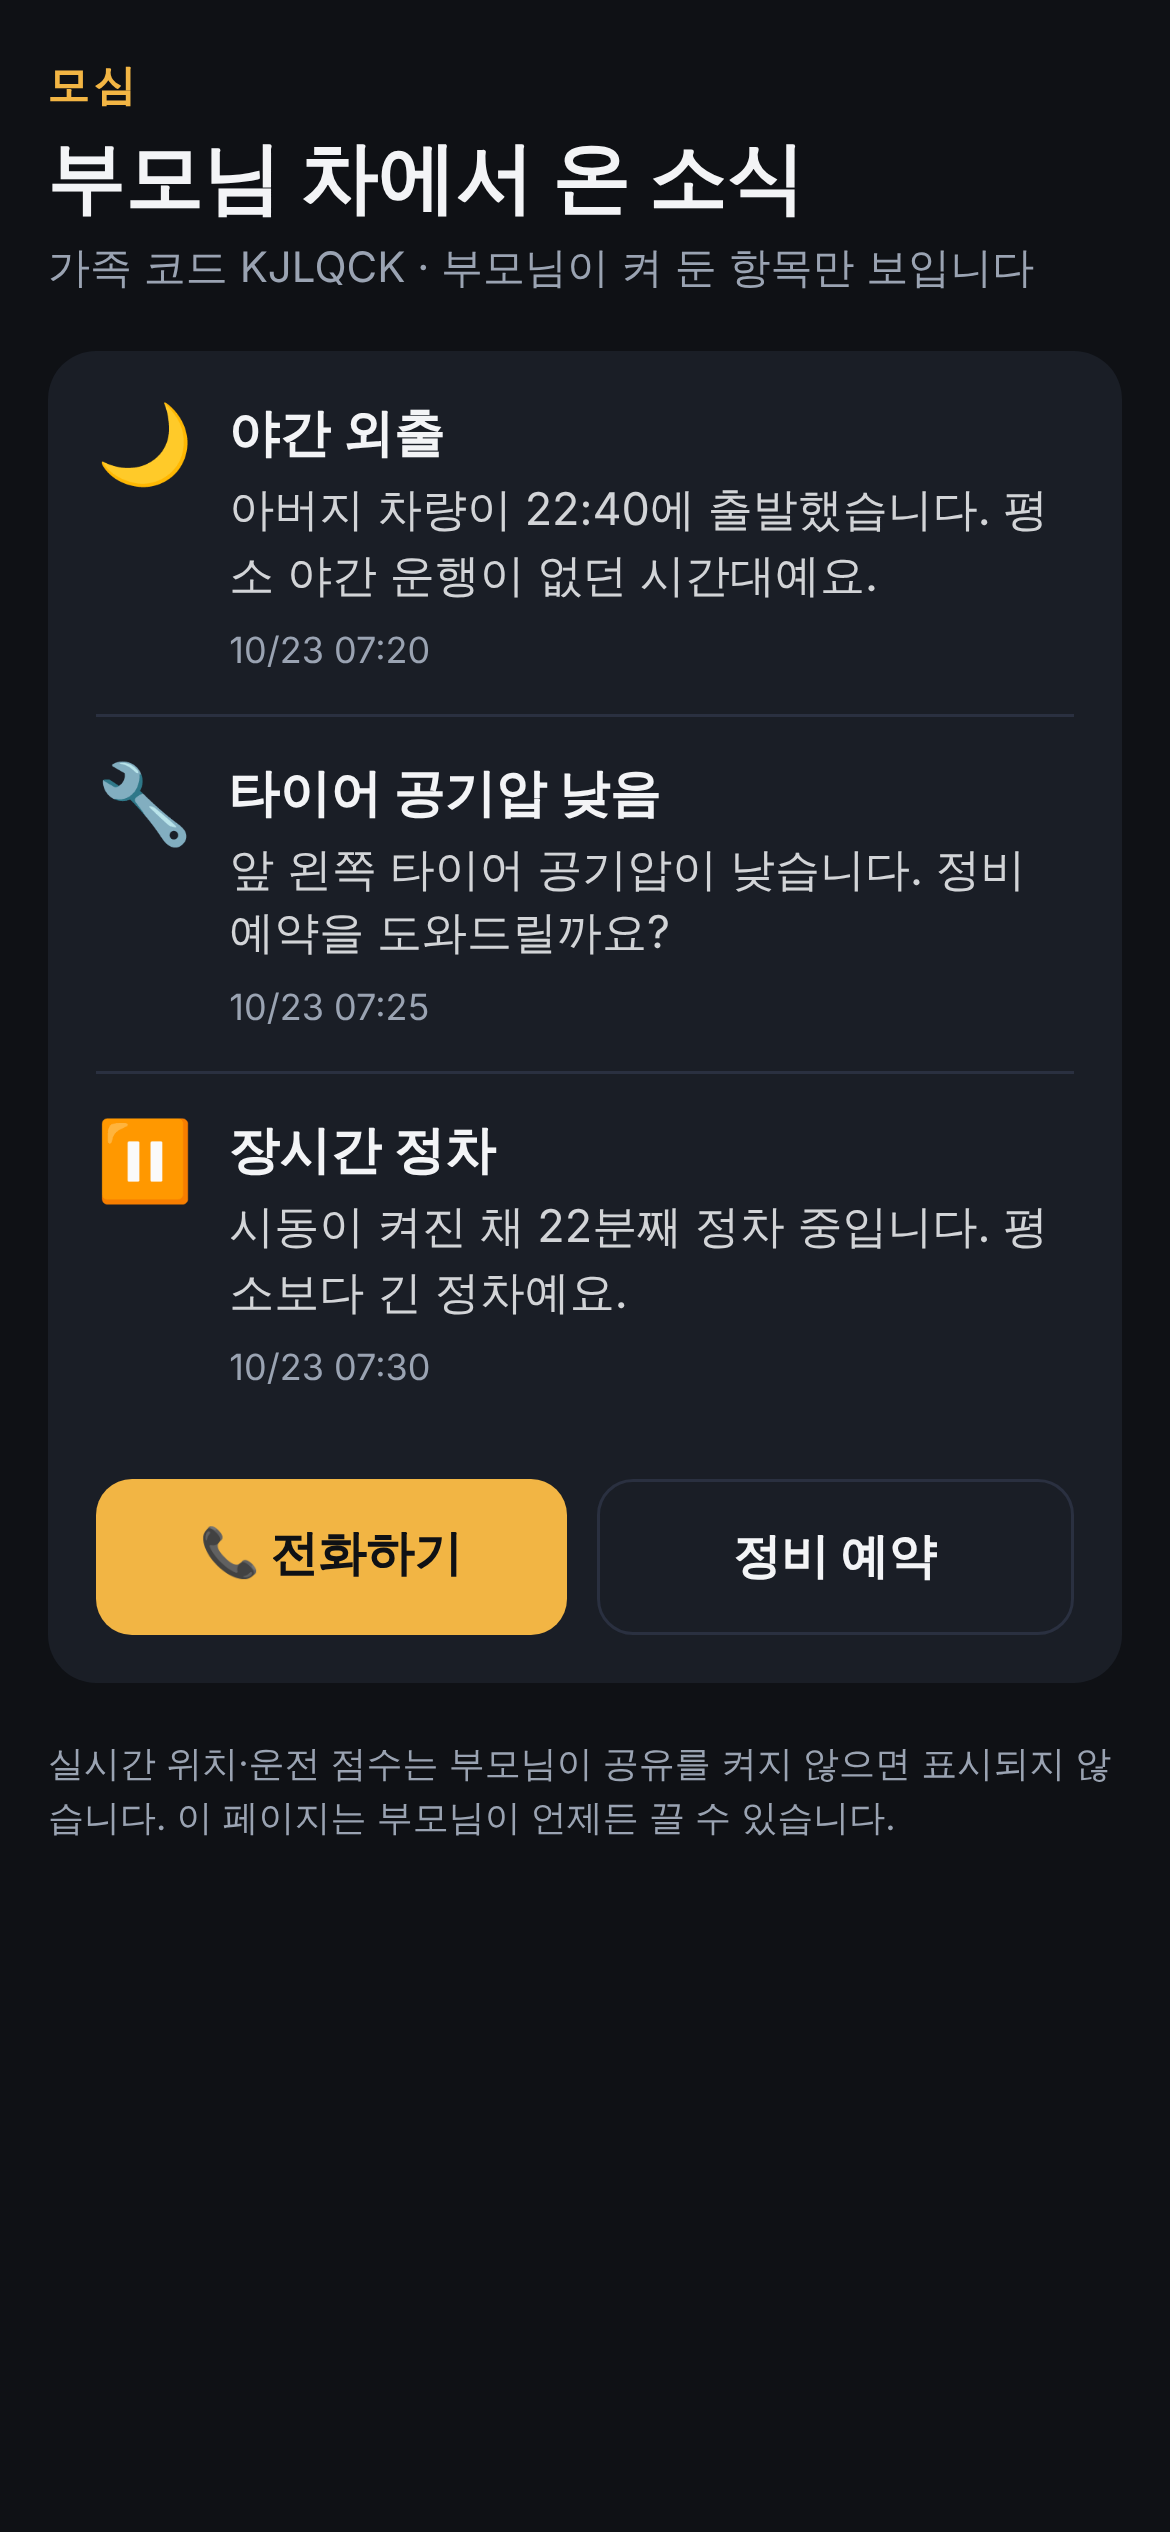 모심
부모님 차에서 온 소식
가족 코드 KJLQCK · 부모님이 켜 둔 항목만 보입니다
야간 외출
아버지 차량이 22:40에 출발했습니다. 평
소 야간 운행이 없던 시간대예요.
10/23 07:20
타이어 공기압 낮음
앞 왼쪽 타이어 공기압이 낮습니다. 정비
예약을 도와드릴까요?
10/23 07:25
장시간 정차
시동이 켜진 채 22분째 정차 중입니다. 평
소보다 긴 정차예요.
10/23 07:30
전화하기
정비 예약
실시간 위치·운전 점수는 부모님이 공유를 켜지 않으면 표시되지 않
습니다. 이 페이지는 부모님이 언제든 끌 수 있습니다.